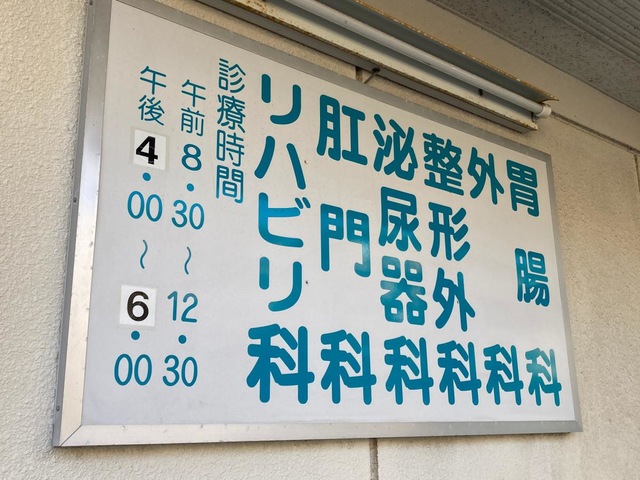 胃腸科
外科
整形外科
泌尿器科
肛門科
リハビリ科
診療時間
午前8・30〜12・30
午後4・00〜6・00